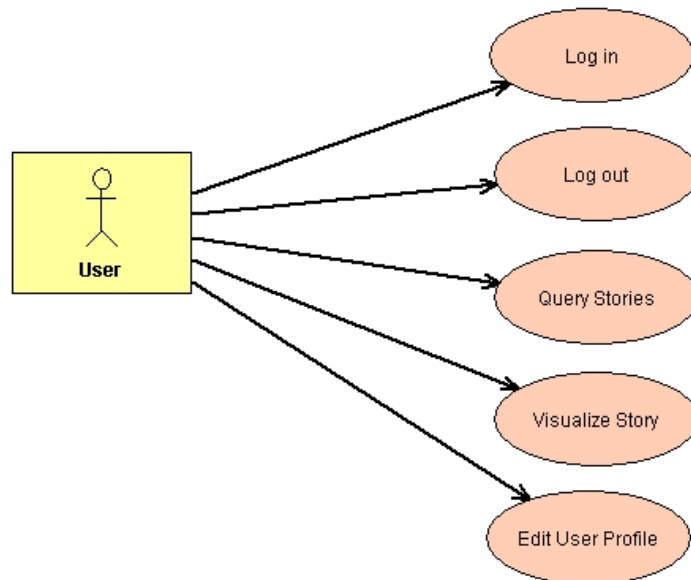 Log in
Log out
User
Query Stories
Visualize Story
Edit User Profile